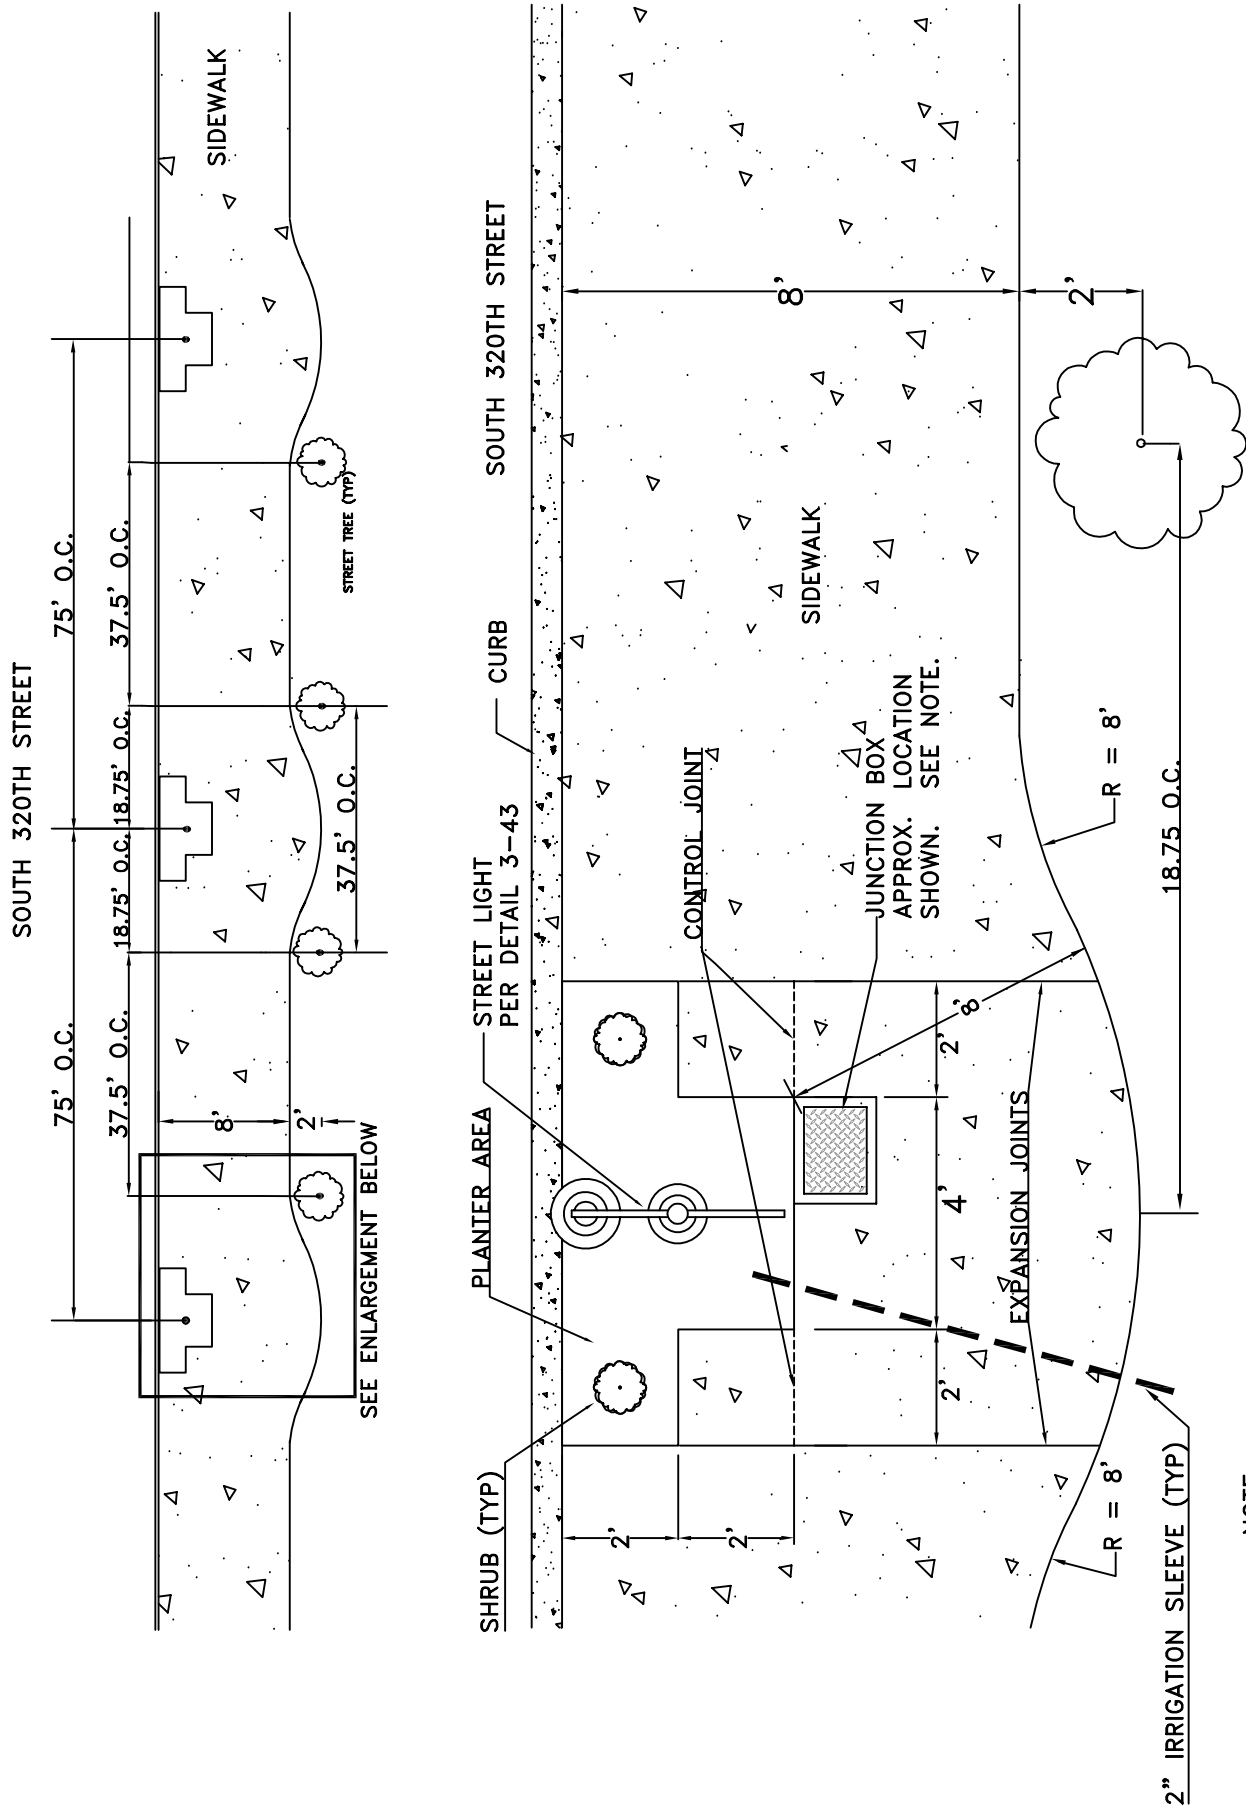 SOUTH 320TH STREET
75' O.C.
75' O.C.
37.5' O.C.
18.75' O.C.
18.75' O.C.
37.5' O.C.
SIDEWALK
8'
2'
37.5' O.C.
STREET TREE (TYP)
SEE ENLARGEMENT BELOW
SHRUB (TYP)
PLANTER AREA
STREET LIGHT
PER DETAIL 3-43
CURB
SOUTH 320TH STREET
2'
2'
CONTROL JOINT
JUNCTION BOX
APPROX. LOCATION
SHOWN. SEE NOTE.
SIDEWALK
8'
2'
2'
4'
2'
8'
EXPANSION JOINTS
R = 8'
R = 8'
18.75 O.C.
2" IRRIGATION SLEEVE (TYP)